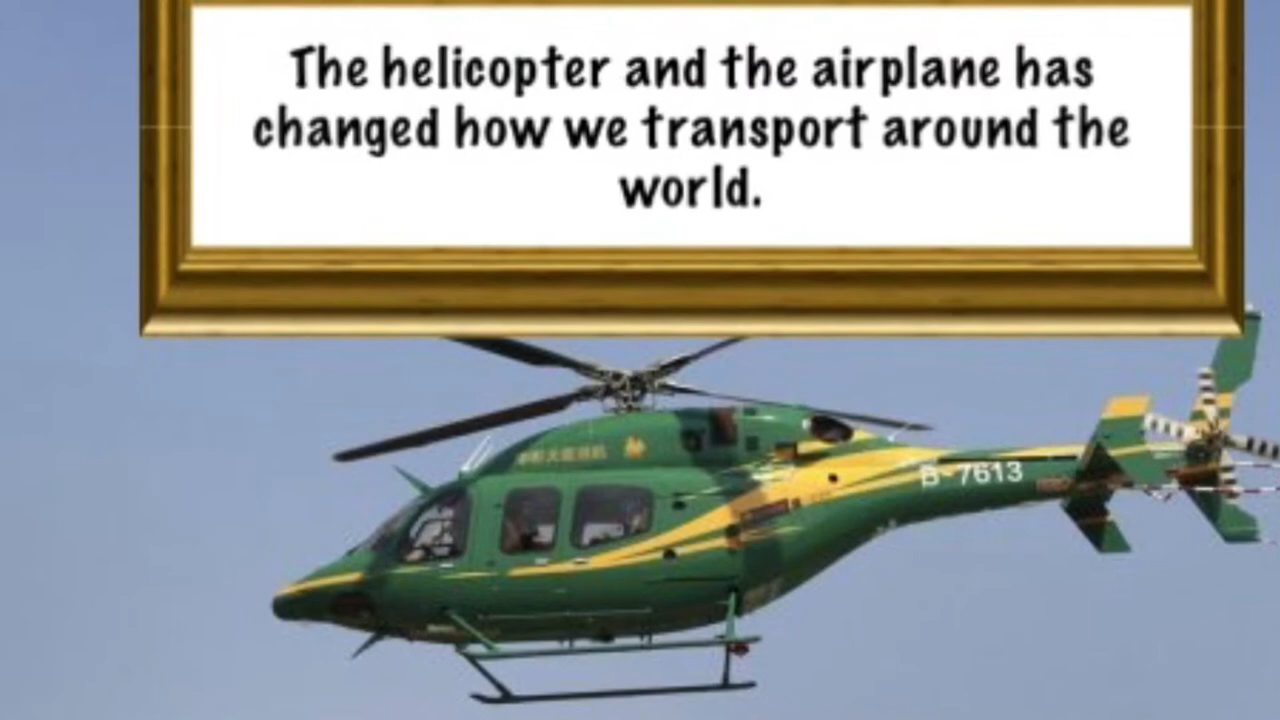 The helicopter and the airplane has
changed how we transport around the
world.
B-7613